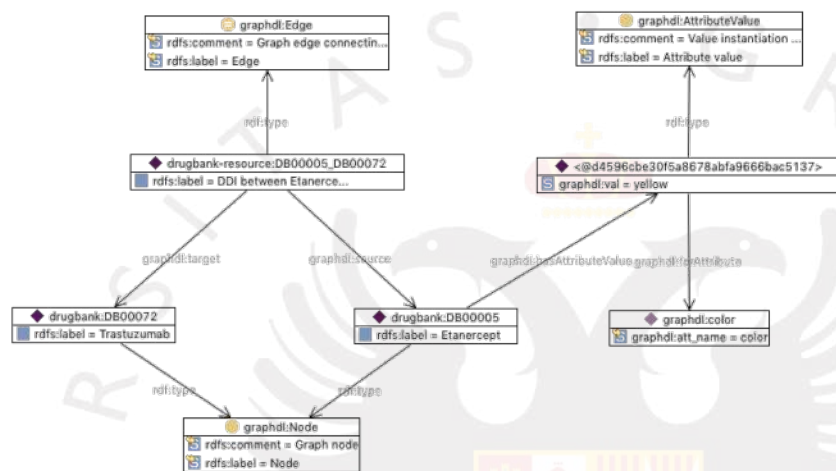 graphdl:Edge
rdfs:comment = Graph edge connectin...
rdfs:label = Edge
graphdl:AttributeValue
rdfs:comment = Value instantiation ...
rdfs:label = Attribute value
rdf:type
rdf:type
drugbank-resource:DB00005_DB00072
rdfs:label = DDI between Etanerce...
<@d4596cbe30f5a8678abfa9666bac5137>
graphdl:val = yellow
graphdl:target
graphdl:source
graphdl:hasAttributeValue
graphdl:forAttribute
drugbank:DB00072
rdfs:label = Trastuzumab
drugbank:DB00005
rdfs:label = Etanercept
graphdl:color
graphdl:att_name = color
rdf:type
rdf:type
graphdl:Node
rdfs:comment = Graph node
rdfs:label = Node
R S I T A S
G R